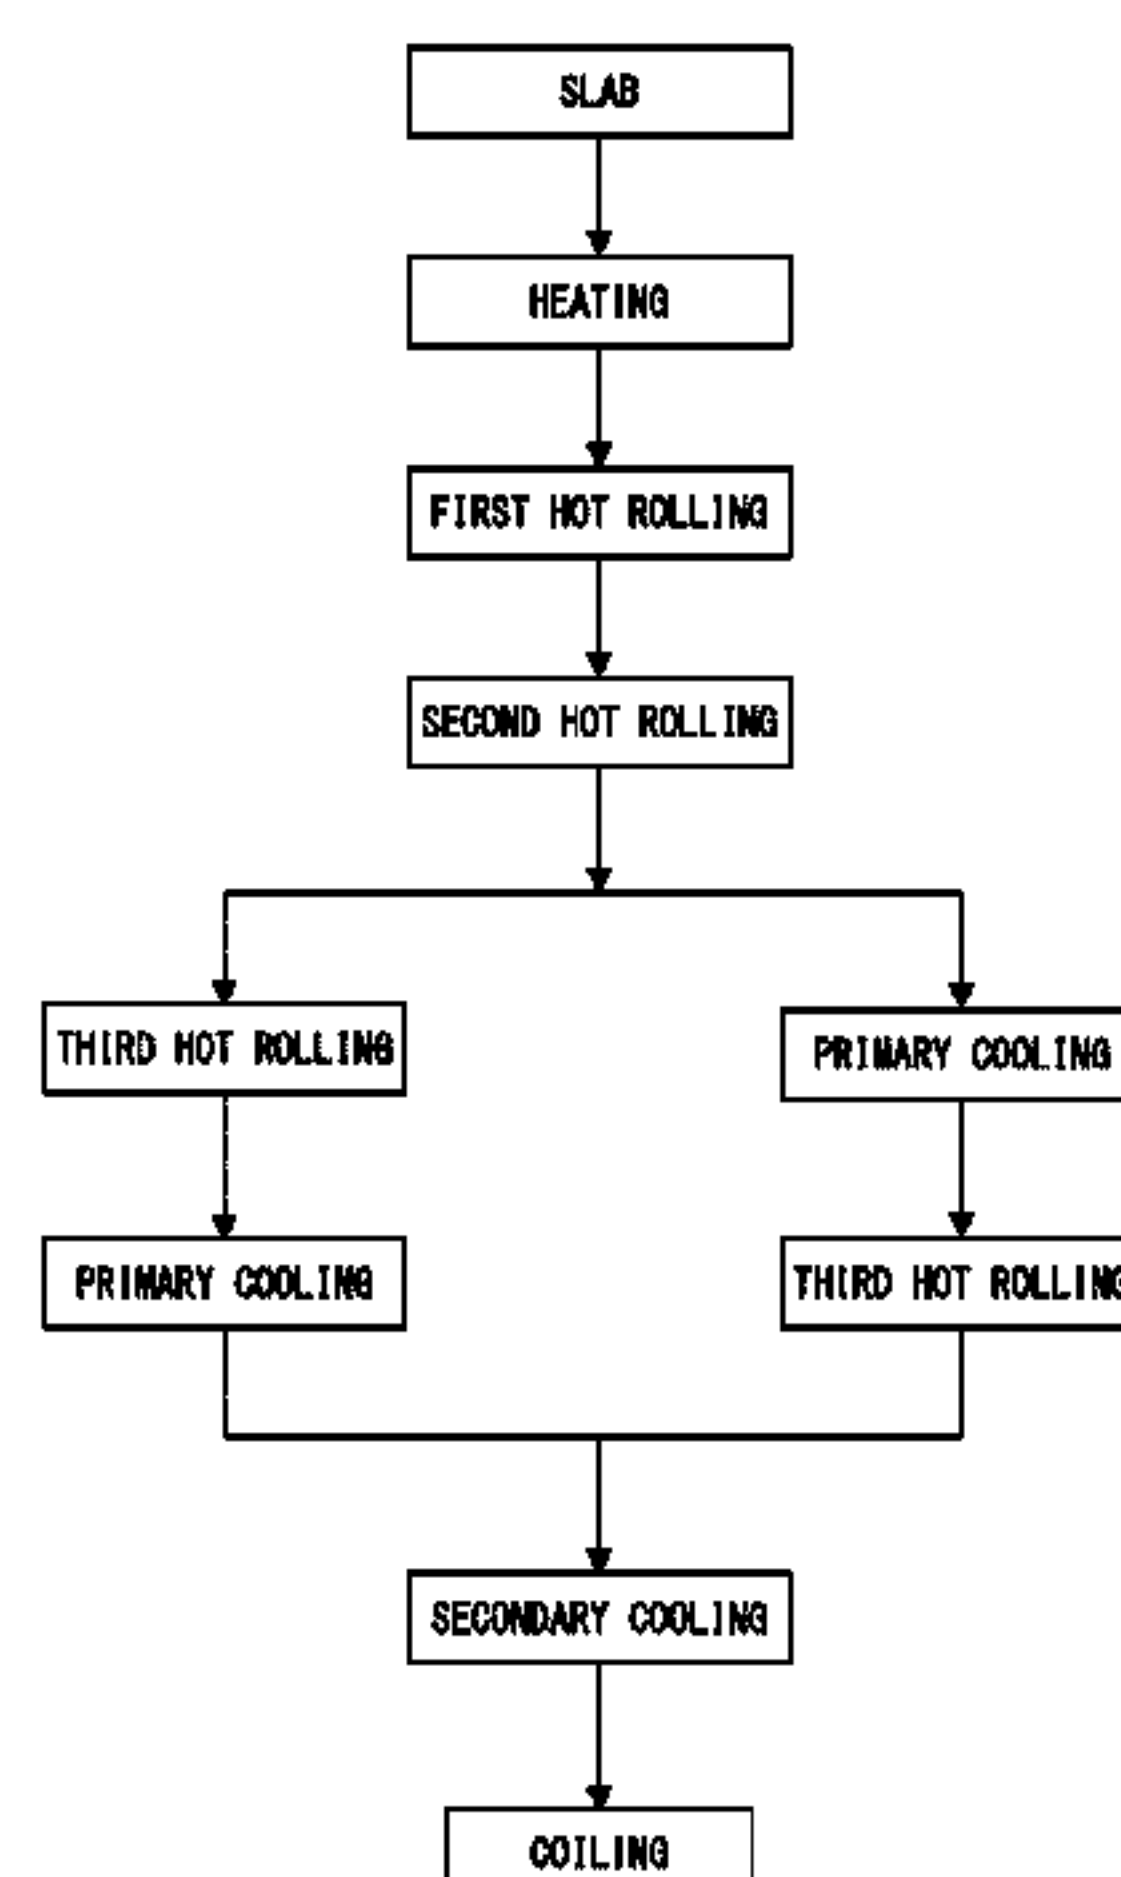 SLAB
HEATING
FIRST HOT ROLLING
SECOND HOT ROLLING
THIRD HOT ROLLING
PRIMARY COOLING
PRIMARY COOLING
THIRD HOT ROLLING
SECONDARY COOLING
COILING